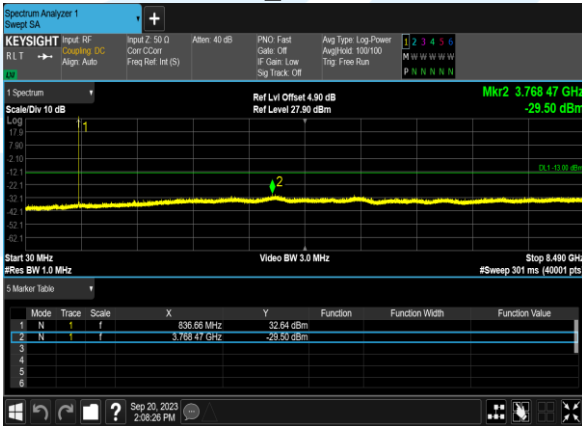 Spectrum Analyzer 1
Swept SA
KEYSIGHT Input: RF Input Z: 50 Ω Atten: 40 dB PNO: Fast Avg Type: Log-Power 1 2 3 4 5 6
RLT Coupling: DC Corr CCorr Gate: Off Avg|Hold: 100/100 M W W W W W
Align: Auto Freq Ref: Int (S) IF Gain: Low Trig: Free Run
LW Sig Track: Off P N N N N N
1 Spectrum Ref Lvl Offset 4.90 dB Mkr2 3.768 47 GHz
Scale/Div 10 dB Ref Level 27.90 dBm -29.50 dBm
Log
17.9 1
7.90
-2.10
-12.1 DL1 -13.00 dBm
-22.1 2
-32.1
-42.1
-52.1
-62.1
Start 30 MHz Video BW 3.0 MHz Stop 8.490 GHz
#Res BW 1.0 MHz #Sweep 301 ms (40001 pts
5 Marker Table
Mode Trace Scale X Y Function Function Width Function Value
1 N 1 f 836.66 MHz 32.64 dBm
2 N 1 f 3.768 47 GHz -29.50 dBm
3
4
5
6
? Sep 20, 2023
2:08:26 PM